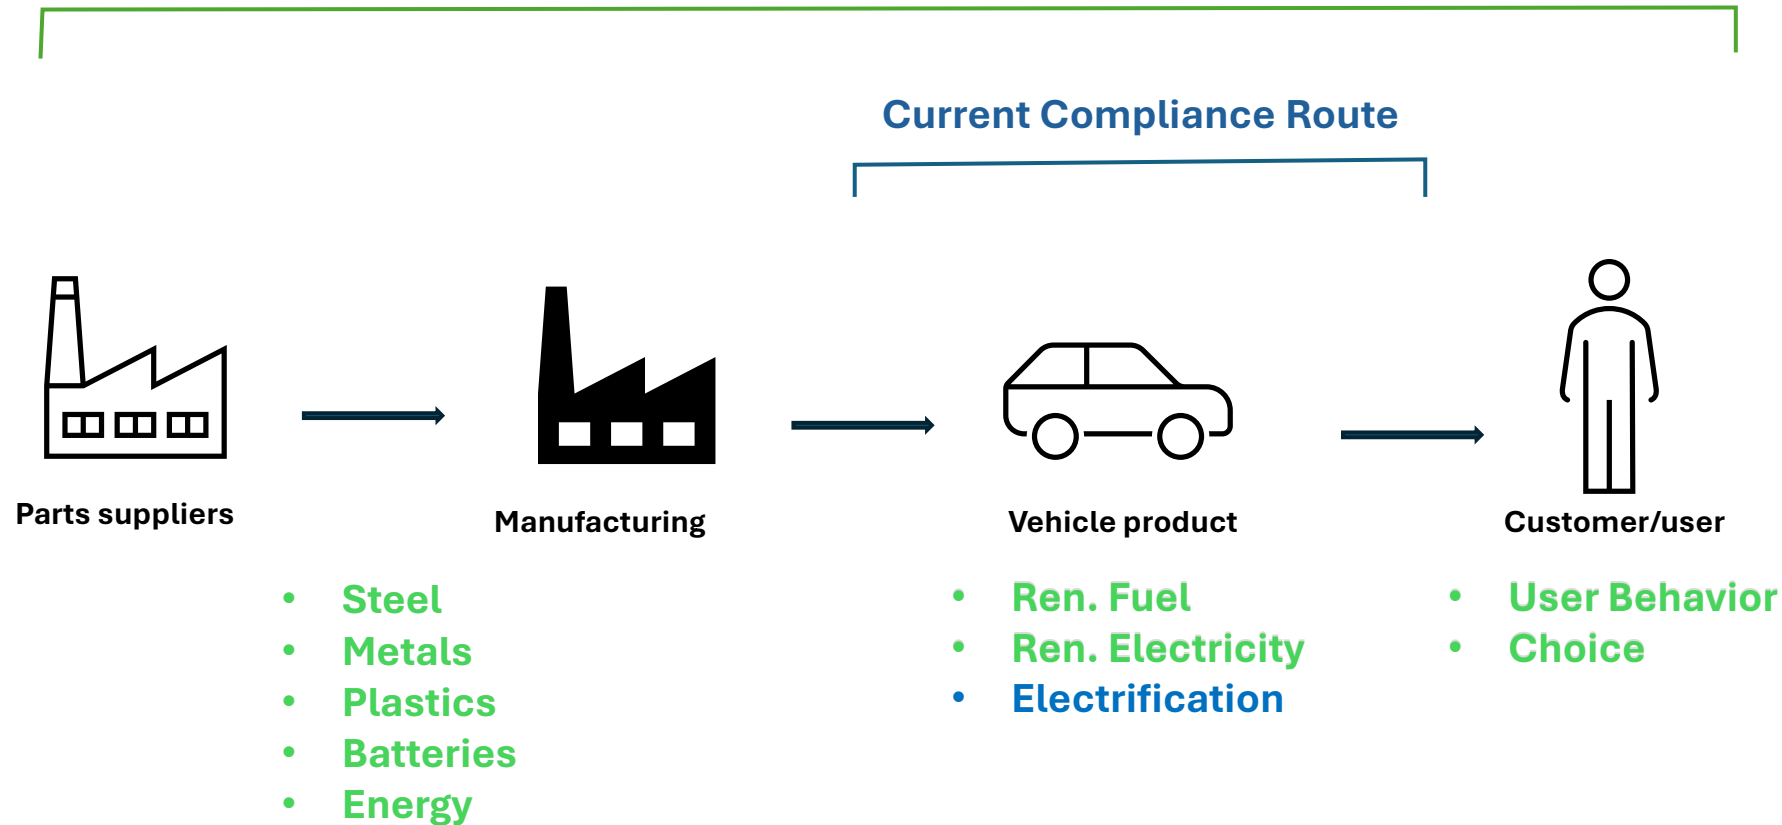 Current Compliance Route
Parts suppliers
Manufacturing
Vehicle product
Customer/user
• Steel
• Metals
• Plastics
• Batteries
• Energy
• Ren. Fuel
• Ren. Electricity
• Electrification
• User Behavior
• Choice